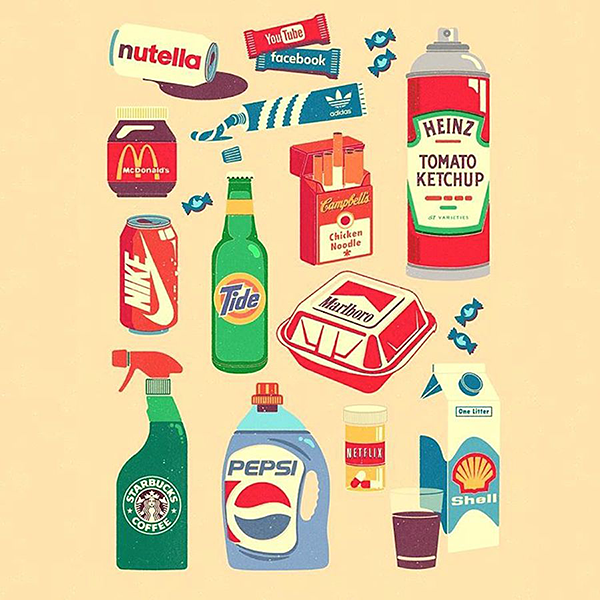 nutella
YouTube
facebook
adidas
HEINZ
TOMATO
KETCHUP
57 VARIETIES
McDonald's
Campbell's
Chicken
Noodle
NIKE
Tide
Marlboro
One Litter
STARBUCKS
COFFEE
PEPSI
NETFLIX
Shell